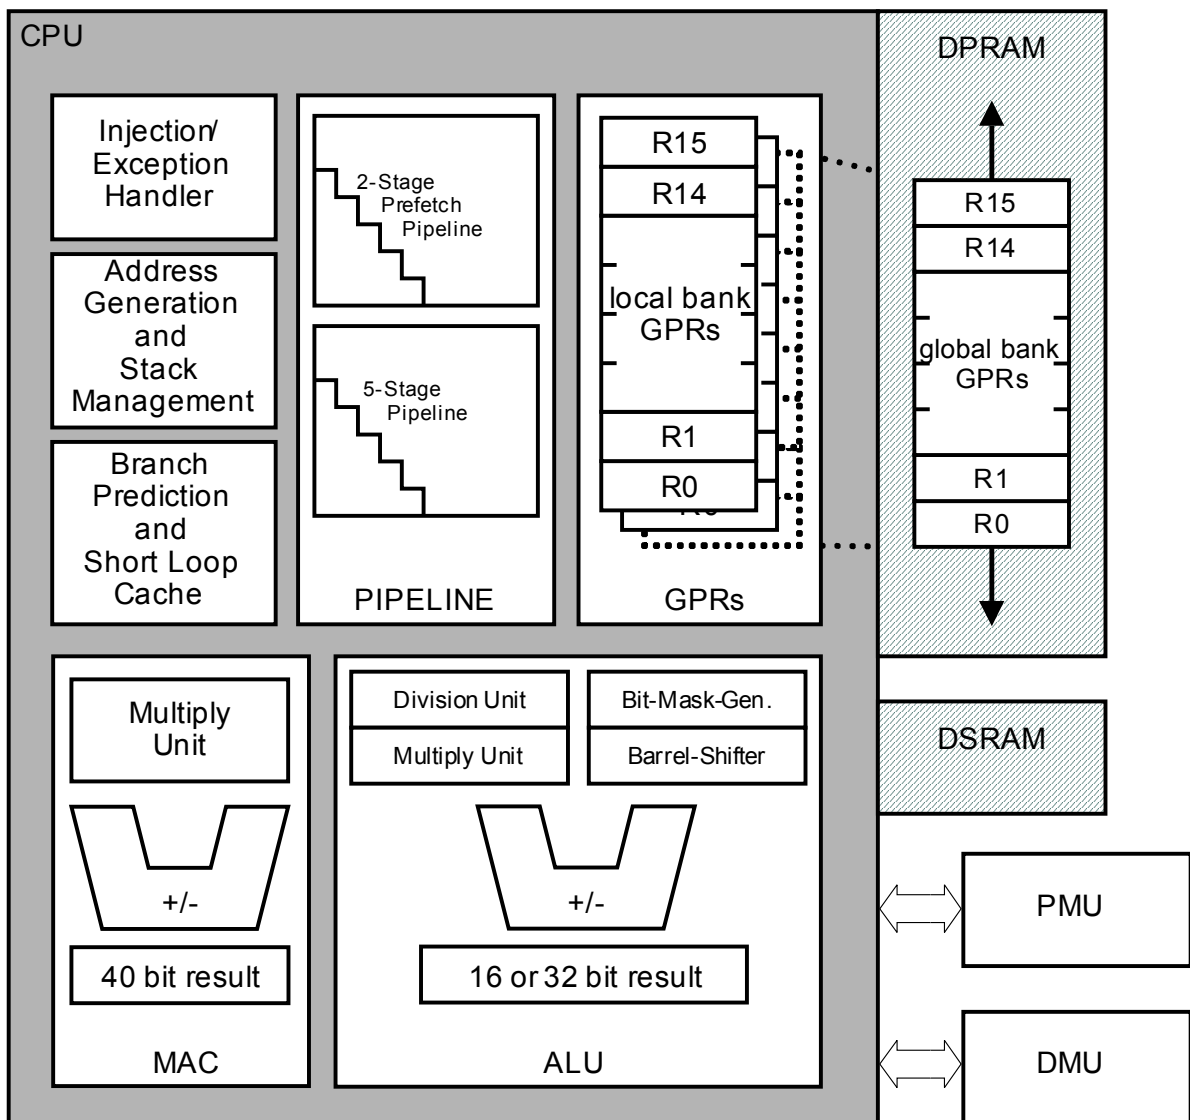 CPU
Injection/
Exception
Handler
Address
Generation
and
Stack
Management
Branch
Prediction
and
Short Loop
Cache
2-Stage
Prefetch
Pipeline
5-Stage
Pipeline
PIPELINE
R15
R14
local bank
GPRs
R1
R0
GPRs
DPRAM
R15
R14
global bank
GPRs
R1
R0
Multiply
Unit
+/-
40 bit result
MAC
Division Unit
Multiply Unit
Bit-Mask-Gen.
Barrel-Shifter
+/-
16 or 32 bit result
ALU
DSRAM
PMU
DMU